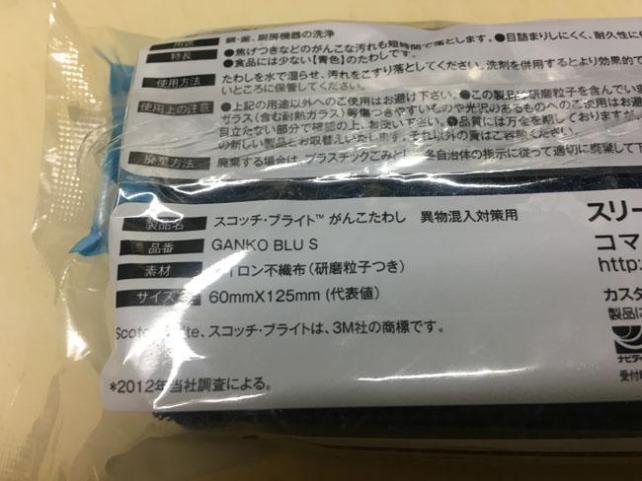 用途 鍋・釜、厨房機器の洗浄
特長 ●焦げつきなどのがんこな汚れも短時間で落とします。●目詰まりしにくく、耐久性に
●食品には少ない【青色】のたわしです。
使用方法 たわしを水で湿らせ、汚れをこすり落としてください。洗剤を併用するとより効果的で
いところに保管してください。
使用上の注意 ●上記の用途以外へのご使用はお避け下さい。●この製品は研磨粒子を含んでい
ガラス(含む耐熱ガラス)等傷つきやすいものや光沢のあるものへのご使用はお避
目立たない部分で確認の上、お使い下さい。●品質には万全を期しておりますが、
の新しい製品とお取替えいたします。それ以外の責はご容赦ください。
廃棄方法 廃棄する場合は、プラスチックごみとし、各自治体の指示に従って適切に廃棄して下
製品名 スコッチ・ブライト™ がんこたわし 異物混入対策用
品番 GANKO BLU S
素材 ナイロン不織布(研磨粒子つき)
サイズ 60mmX125mm (代表値)
スコッチ・ブライトは、3M社の商標です。
*2012年当社調査による。
スリー
コマ
http:
カスタ
製品に
ナビダイ
受付時